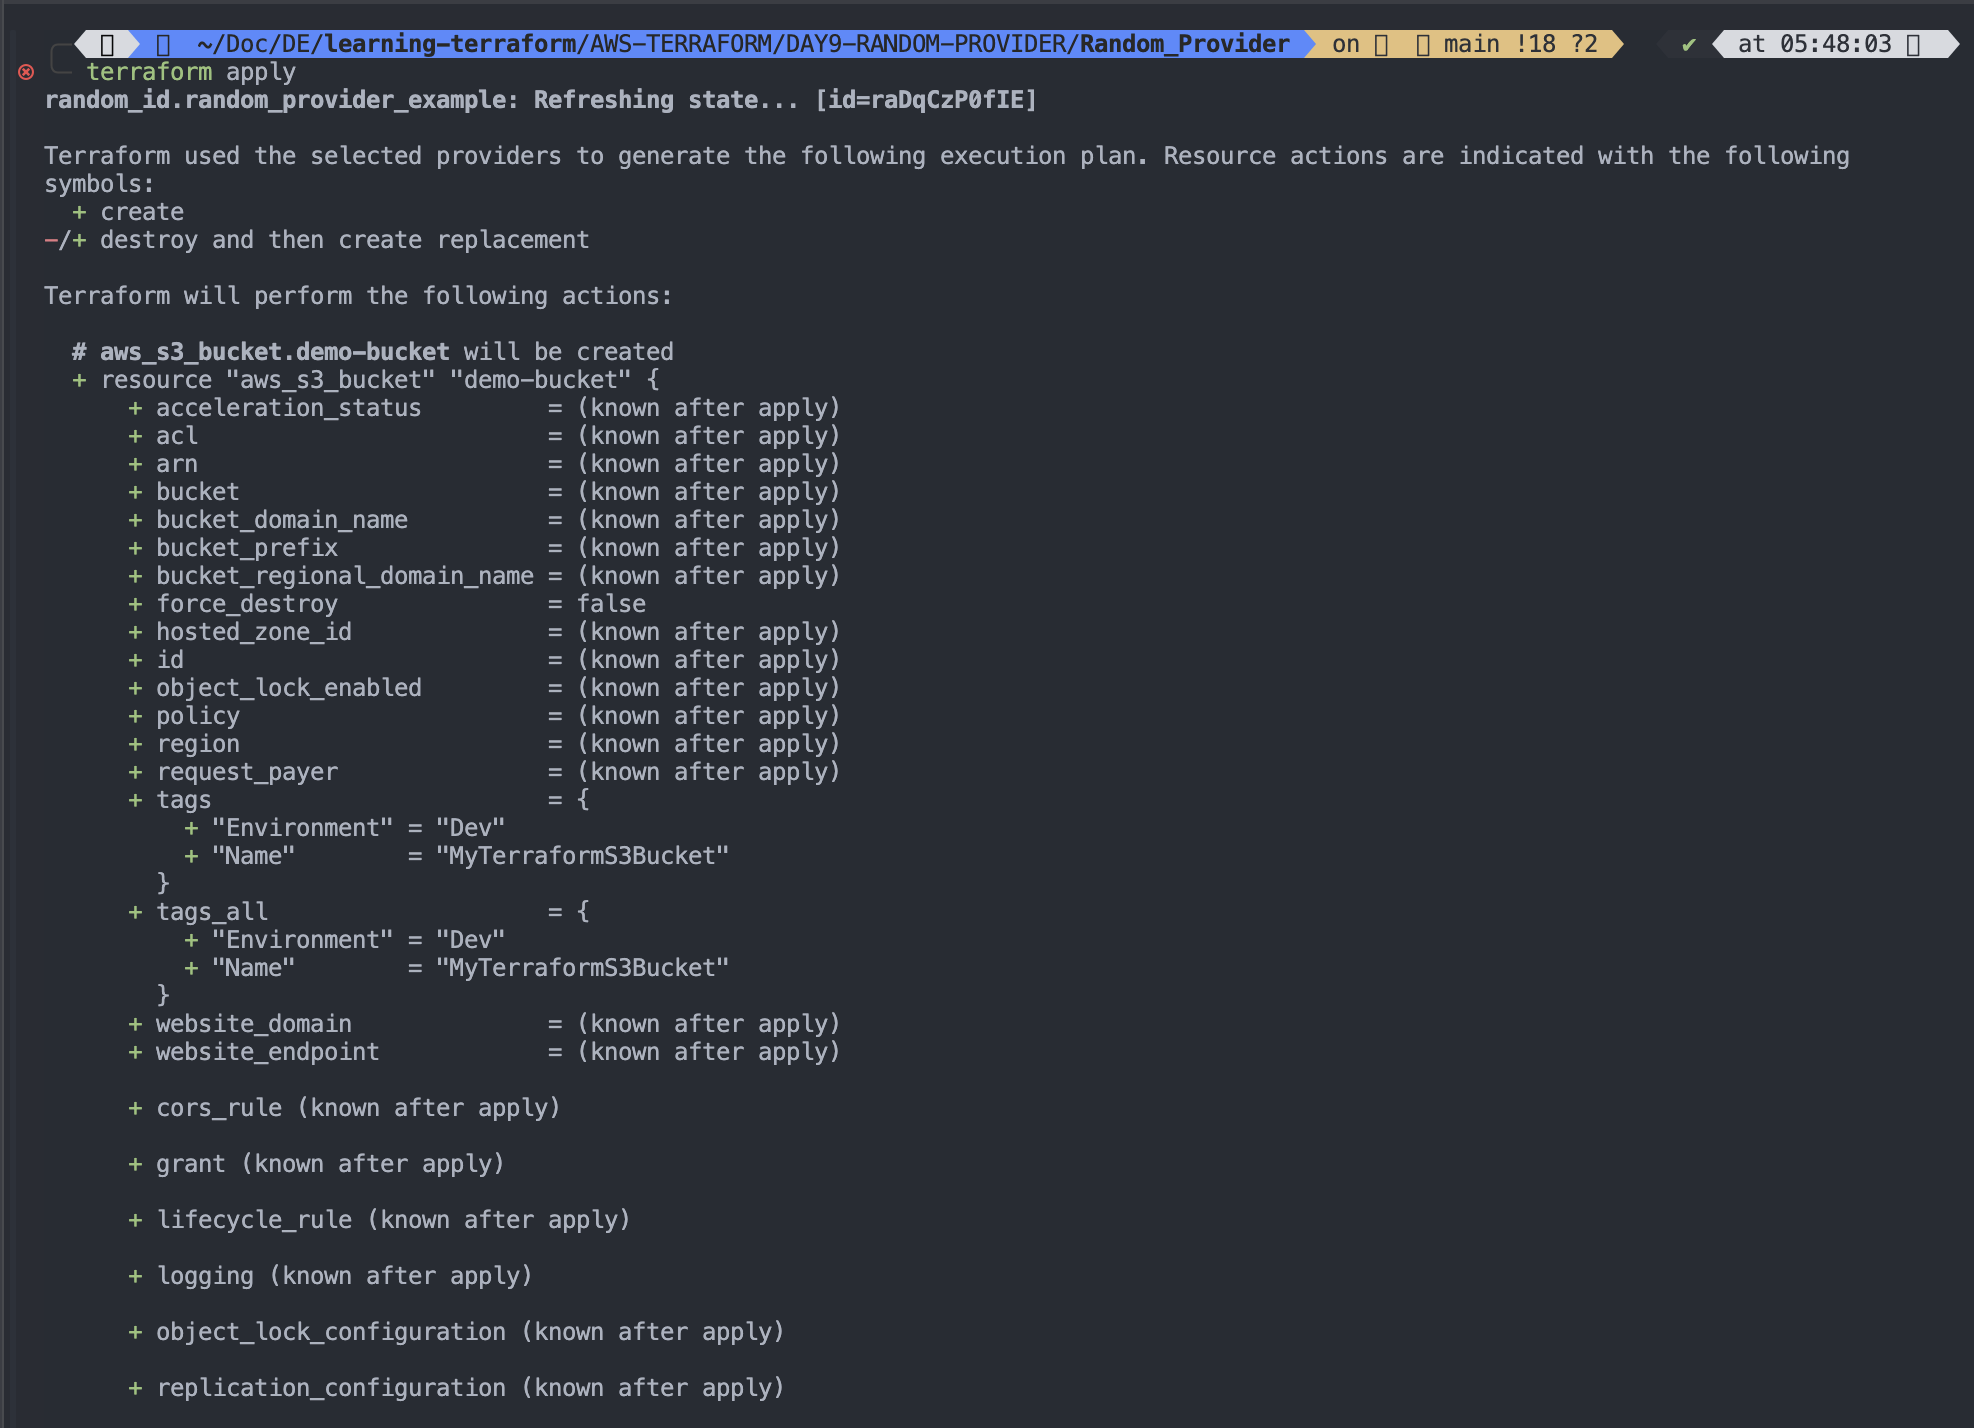 ~/Doc/DE/learning-terraform/AWS-TERRAFORM/DAY9-RANDOM-PROVIDER/Random_Provider on main !18 ?2 ✔ at 05:48:03
terraform apply
random_id.random_provider_example: Refreshing state... [id=raDqCzP0fIE]
Terraform used the selected providers to generate the following execution plan. Resource actions are indicated with the following
symbols:
+ create
-/+ destroy and then create replacement
Terraform will perform the following actions:
# aws_s3_bucket.demo-bucket will be created
+ resource "aws_s3_bucket" "demo-bucket" {
+ acceleration_status = (known after apply)
+ acl = (known after apply)
+ arn = (known after apply)
+ bucket = (known after apply)
+ bucket_domain_name = (known after apply)
+ bucket_prefix = (known after apply)
+ bucket_regional_domain_name = (known after apply)
+ force_destroy = false
+ hosted_zone_id = (known after apply)
+ id = (known after apply)
+ object_lock_enabled = (known after apply)
+ policy = (known after apply)
+ region = (known after apply)
+ request_payer = (known after apply)
+ tags = {
+ "Environment" = "Dev"
+ "Name" = "MyTerraformS3Bucket"
}
+ tags_all = {
+ "Environment" = "Dev"
+ "Name" = "MyTerraformS3Bucket"
}
+ website_domain = (known after apply)
+ website_endpoint = (known after apply)
+ cors_rule (known after apply)
+ grant (known after apply)
+ lifecycle_rule (known after apply)
+ logging (known after apply)
+ object_lock_configuration (known after apply)
+ replication_configuration (known after apply)